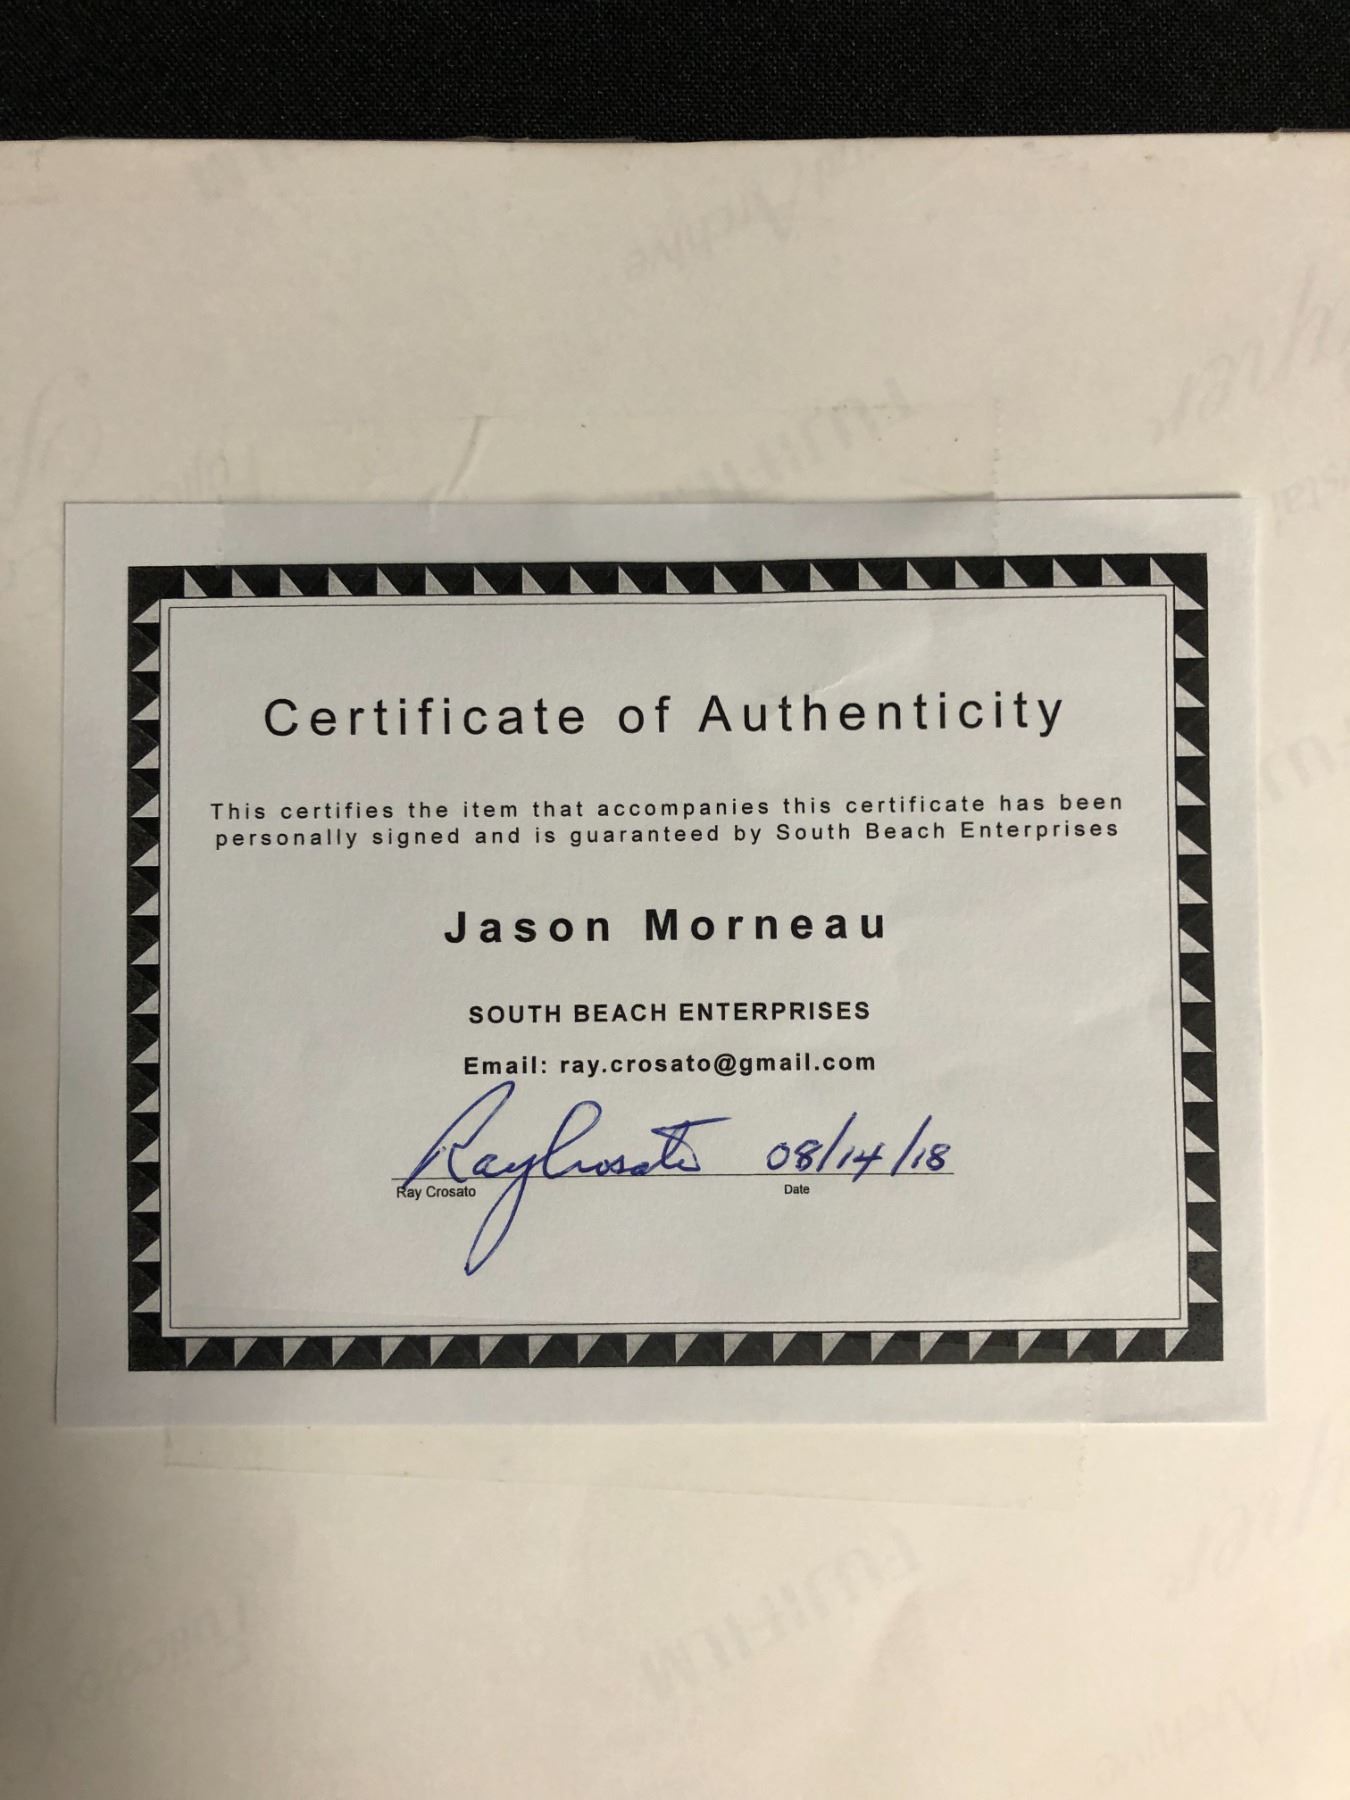 Certificate of Authenticity
This certifies the item that accompanies this certificate has been
personally signed and is guaranteed by South Beach Enterprises
Jason Morneau
SOUTH BEACH ENTERPRISES
Email: ray.crosato@gmail.com
Ray Crosato 08/14/18
Ray Crosato Date